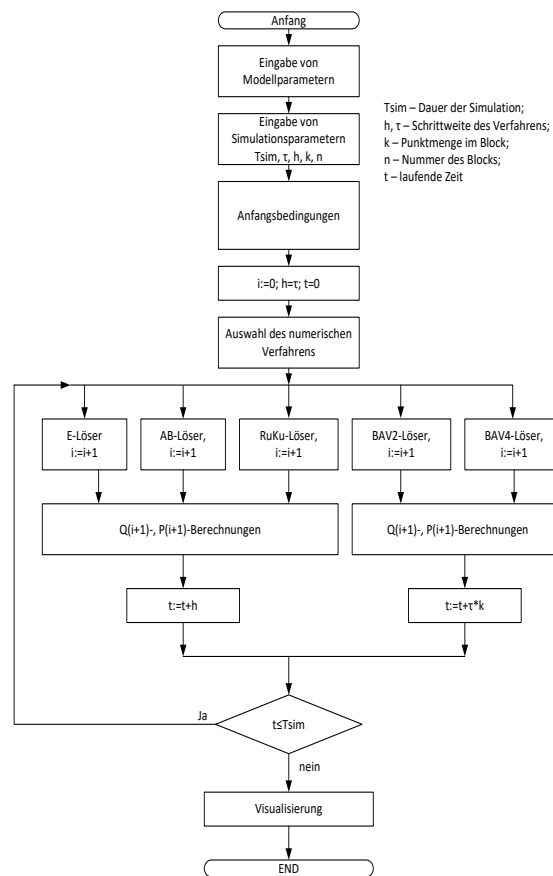 Anfang
Eingabe von
Modellparametern
Eingabe von
Simulationsparametern
Tsim, τ, h, k, n
Tsim – Dauer der Simulation;
h, τ – Schrittweite des Verfahrens;
k – Punktmenge im Block;
n – Nummer des Blocks;
t – laufende Zeit
Anfangsbedingungen
i:=0; h=τ; t=0
Auswahl des numerischen
Verfahrens
E-Löser
i:=i+1
AB-Löser,
i:=i+1
RuKu-Löser,
i:=i+1
BAV2-Löser,
i:=i+1
BAV4-Löser,
i:=i+1
Q(i+1)-, P(i+1)-Berechnungen
Q(i+1)-, P(i+1)-Berechnungen
t:=t+h
t:=t+τ*k
Ja
t≤Tsim
nein
Visualisierung
END